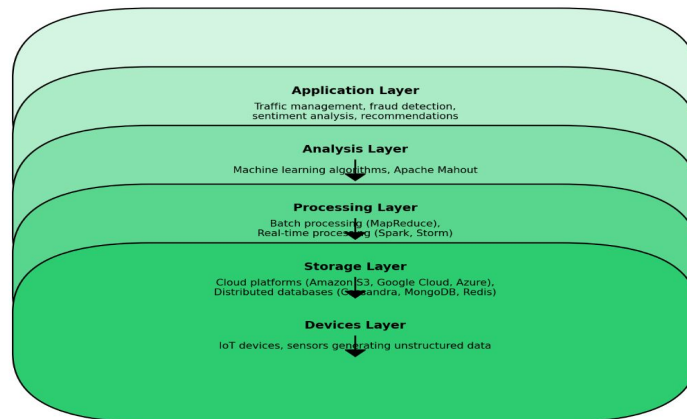 Application Layer
Traffic management, fraud detection,
sentiment analysis, recommendations
Analysis Layer
Machine learning algorithms, Apache Mahout
Processing Layer
Batch processing (MapReduce),
Real-time processing (Spark, Storm)
Storage Layer
Cloud platforms (Amazon S3, Google Cloud, Azure),
Distributed databases (Cassandra, MongoDB, Redis)
Devices Layer
IoT devices, sensors generating unstructured data